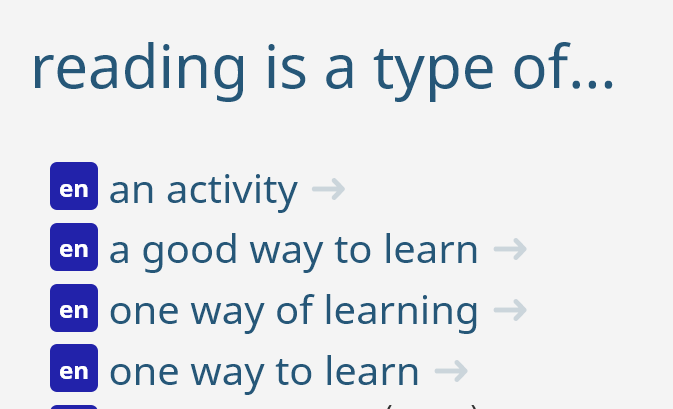 reading is a type of...
en an activity →
en a good way to learn →
en one way of learning →
en one way to learn →